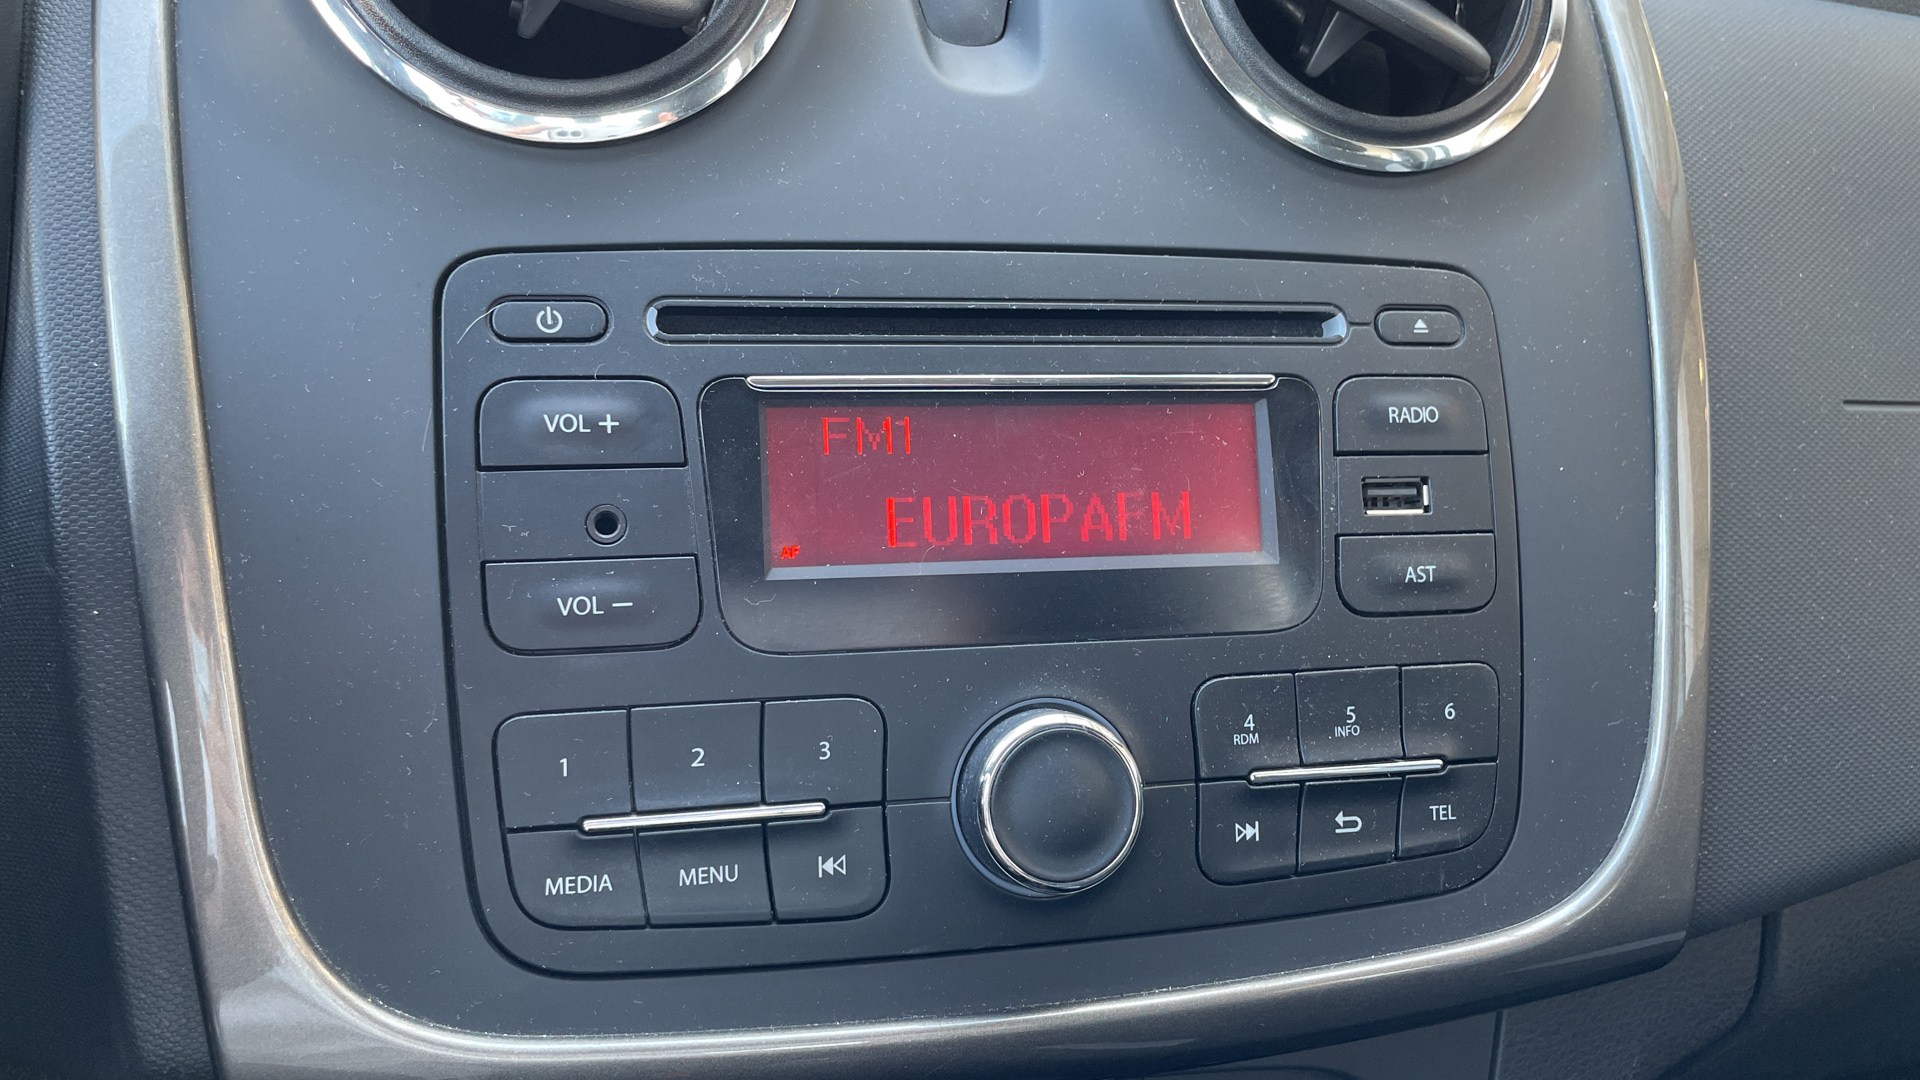 VOL +
FM1
RADIO
EUROPAFM
AF
AST
VOL −
1
2
3
4
RDM
5
INFO
6
MEDIA
MENU
TEL